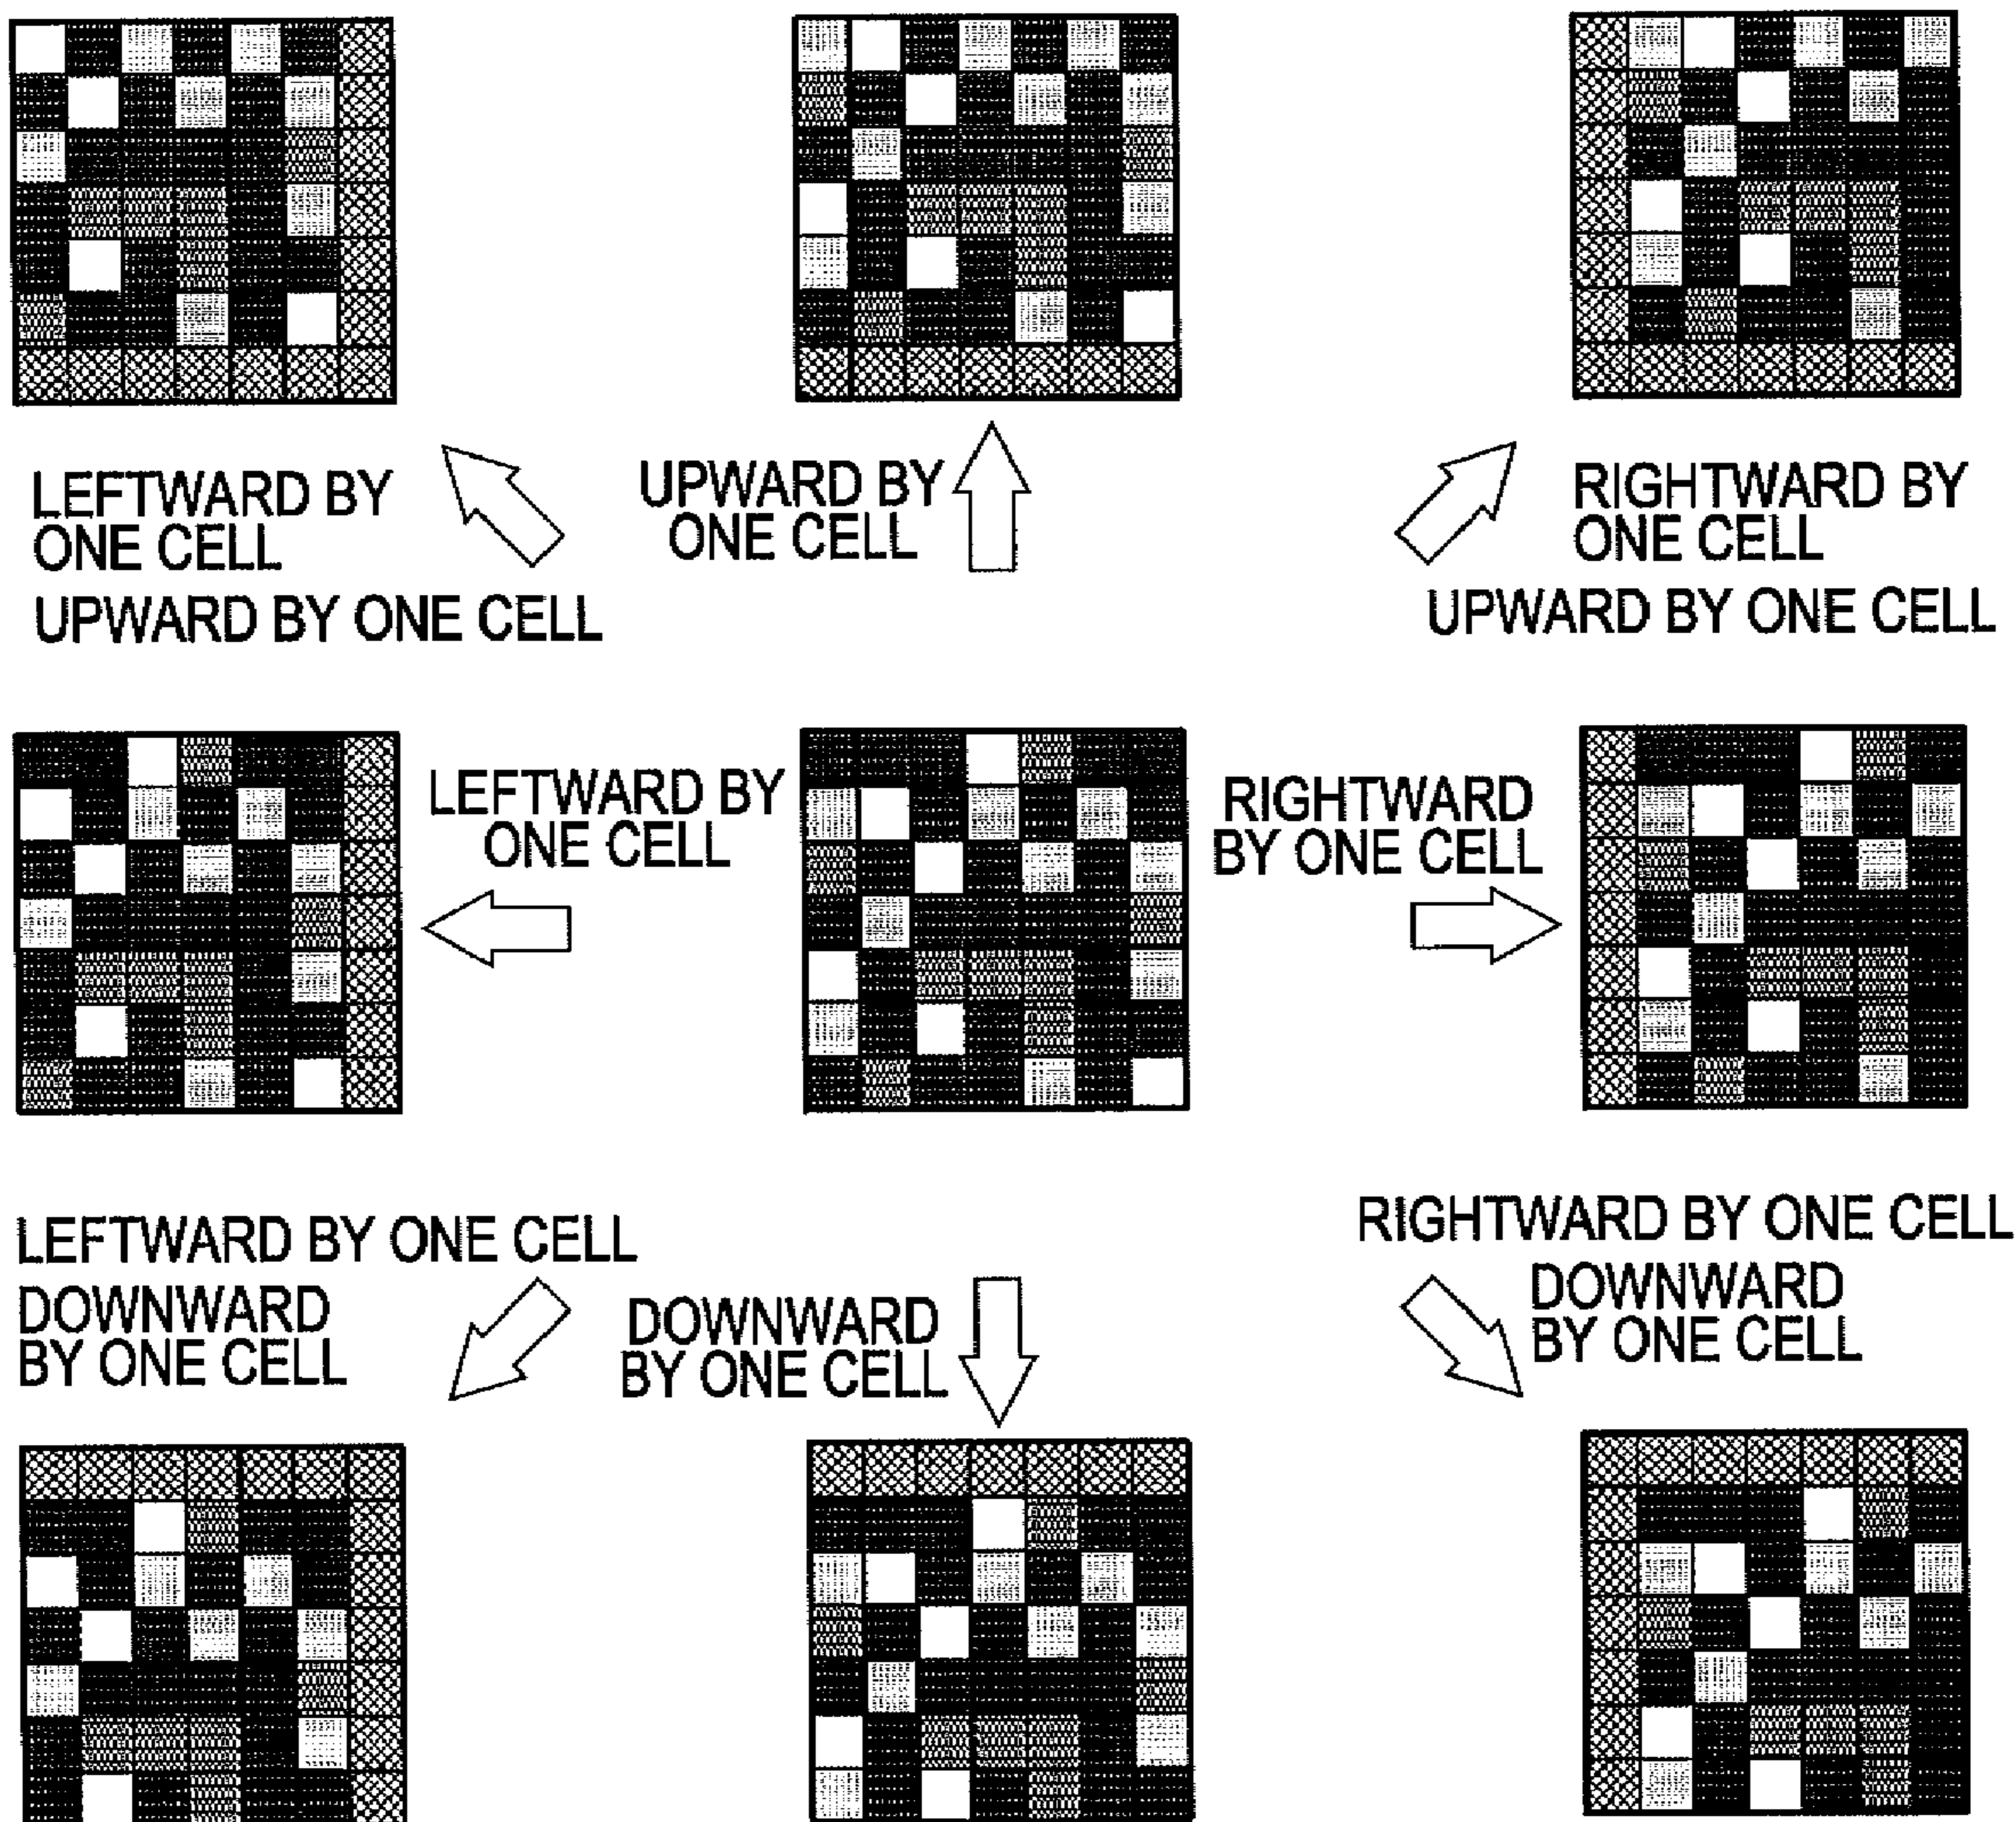 LEFTWARD BY
ONE CELL
UPWARD BY ONE CELL
UPWARD BY
ONE CELL
RIGHTWARD BY
ONE CELL
UPWARD BY ONE CELL
LEFTWARD BY
ONE CELL
RIGHTWARD
BY ONE CELL
LEFTWARD BY ONE CELL
DOWNWARD
BY ONE CELL
DOWNWARD
BY ONE CELL
RIGHTWARD BY ONE CELL
DOWNWARD
BY ONE CELL